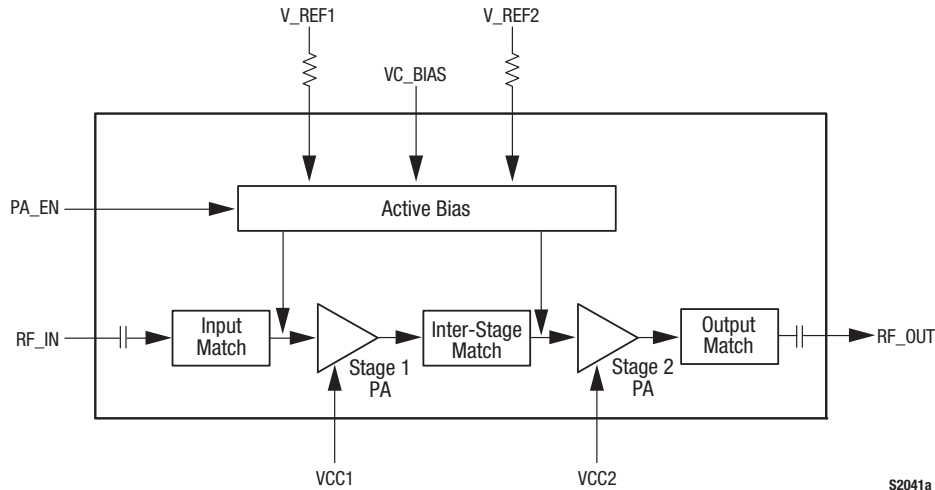 V_REF1
V_REF2
VC_BIAS
PA_EN
Active Bias
RF_IN
Input
Match
Stage 1
PA
Inter-Stage
Match
Stage 2
PA
Output
Match
RF_OUT
VCC1
VCC2
S2041a